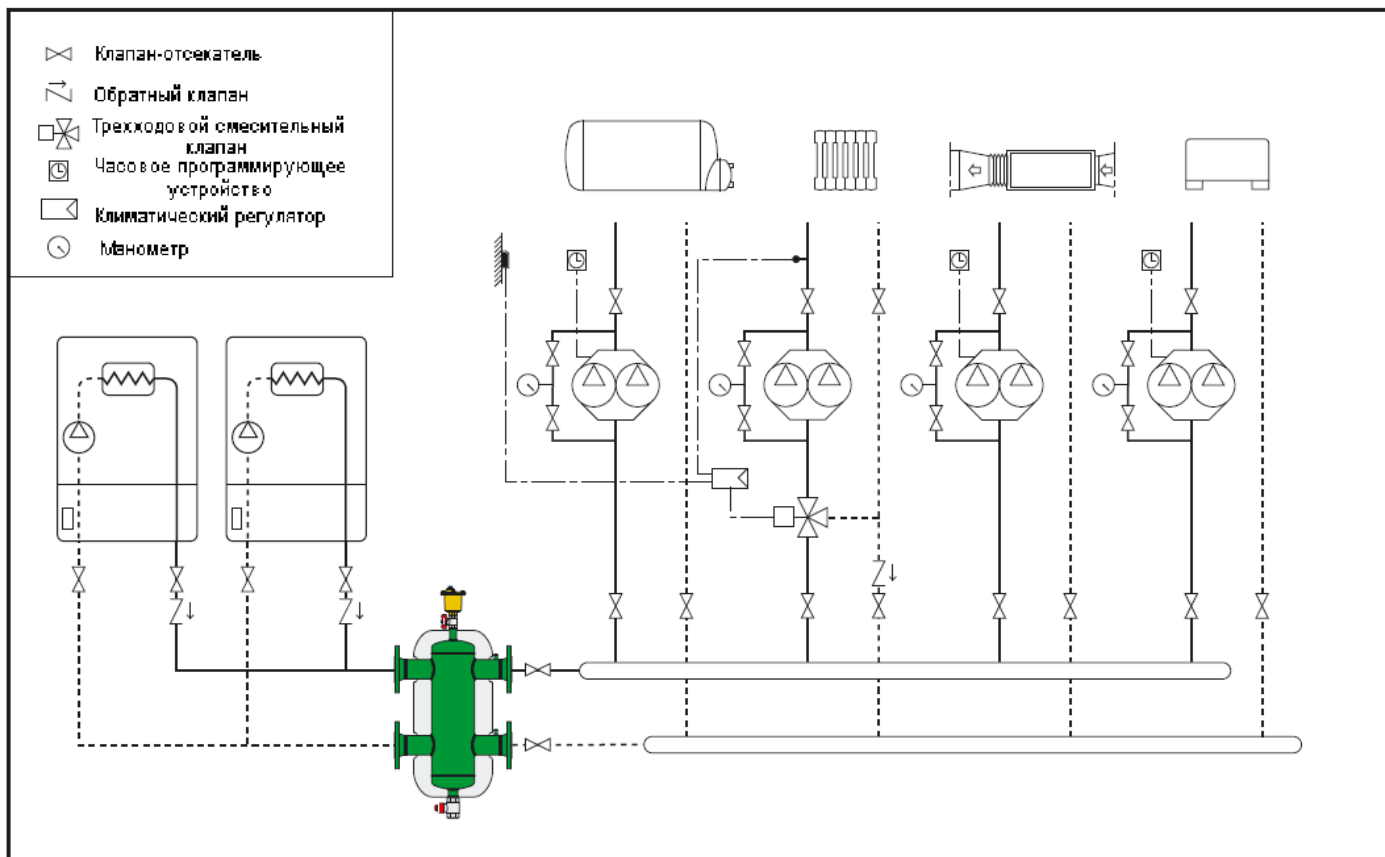 Клапан-отсекатель
Обратный клапан
Трехходовой смесительный
клапан
Часовое программирующее
устройство
Климатический регулятор
Манометр